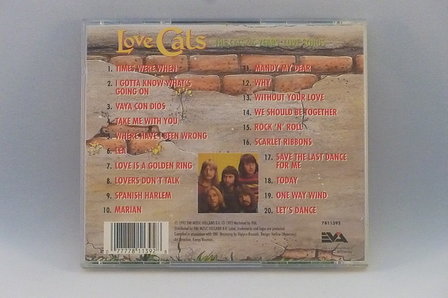 Love Cats
1. TIMES WERE WHEN
2. I GOTTA KNOW WHAT'S
GOING ON
3. VAYA CON DIOS
4. TAKE ME WITH YOU
5. WHERE HAVE I BEEN WRONG
6. LEA
7. LOVE IS A GOLDEN RING
8. LOVERS DON'T TALK
9. SPANISH HARLEM
10. MARIAN
11. MANDY MY DEAR
12. WHY
13. WITHOUT YOUR LOVE
14. WE SHOULD BE TOGETHER
15. ROCK 'N' ROLL
16. SCARLET RIBBONS
17. SAVE THE LAST DANCE
FOR ME
18. TODAY
19. ONE WAY WIND
20. LET'S DANCE
7815392
EVA